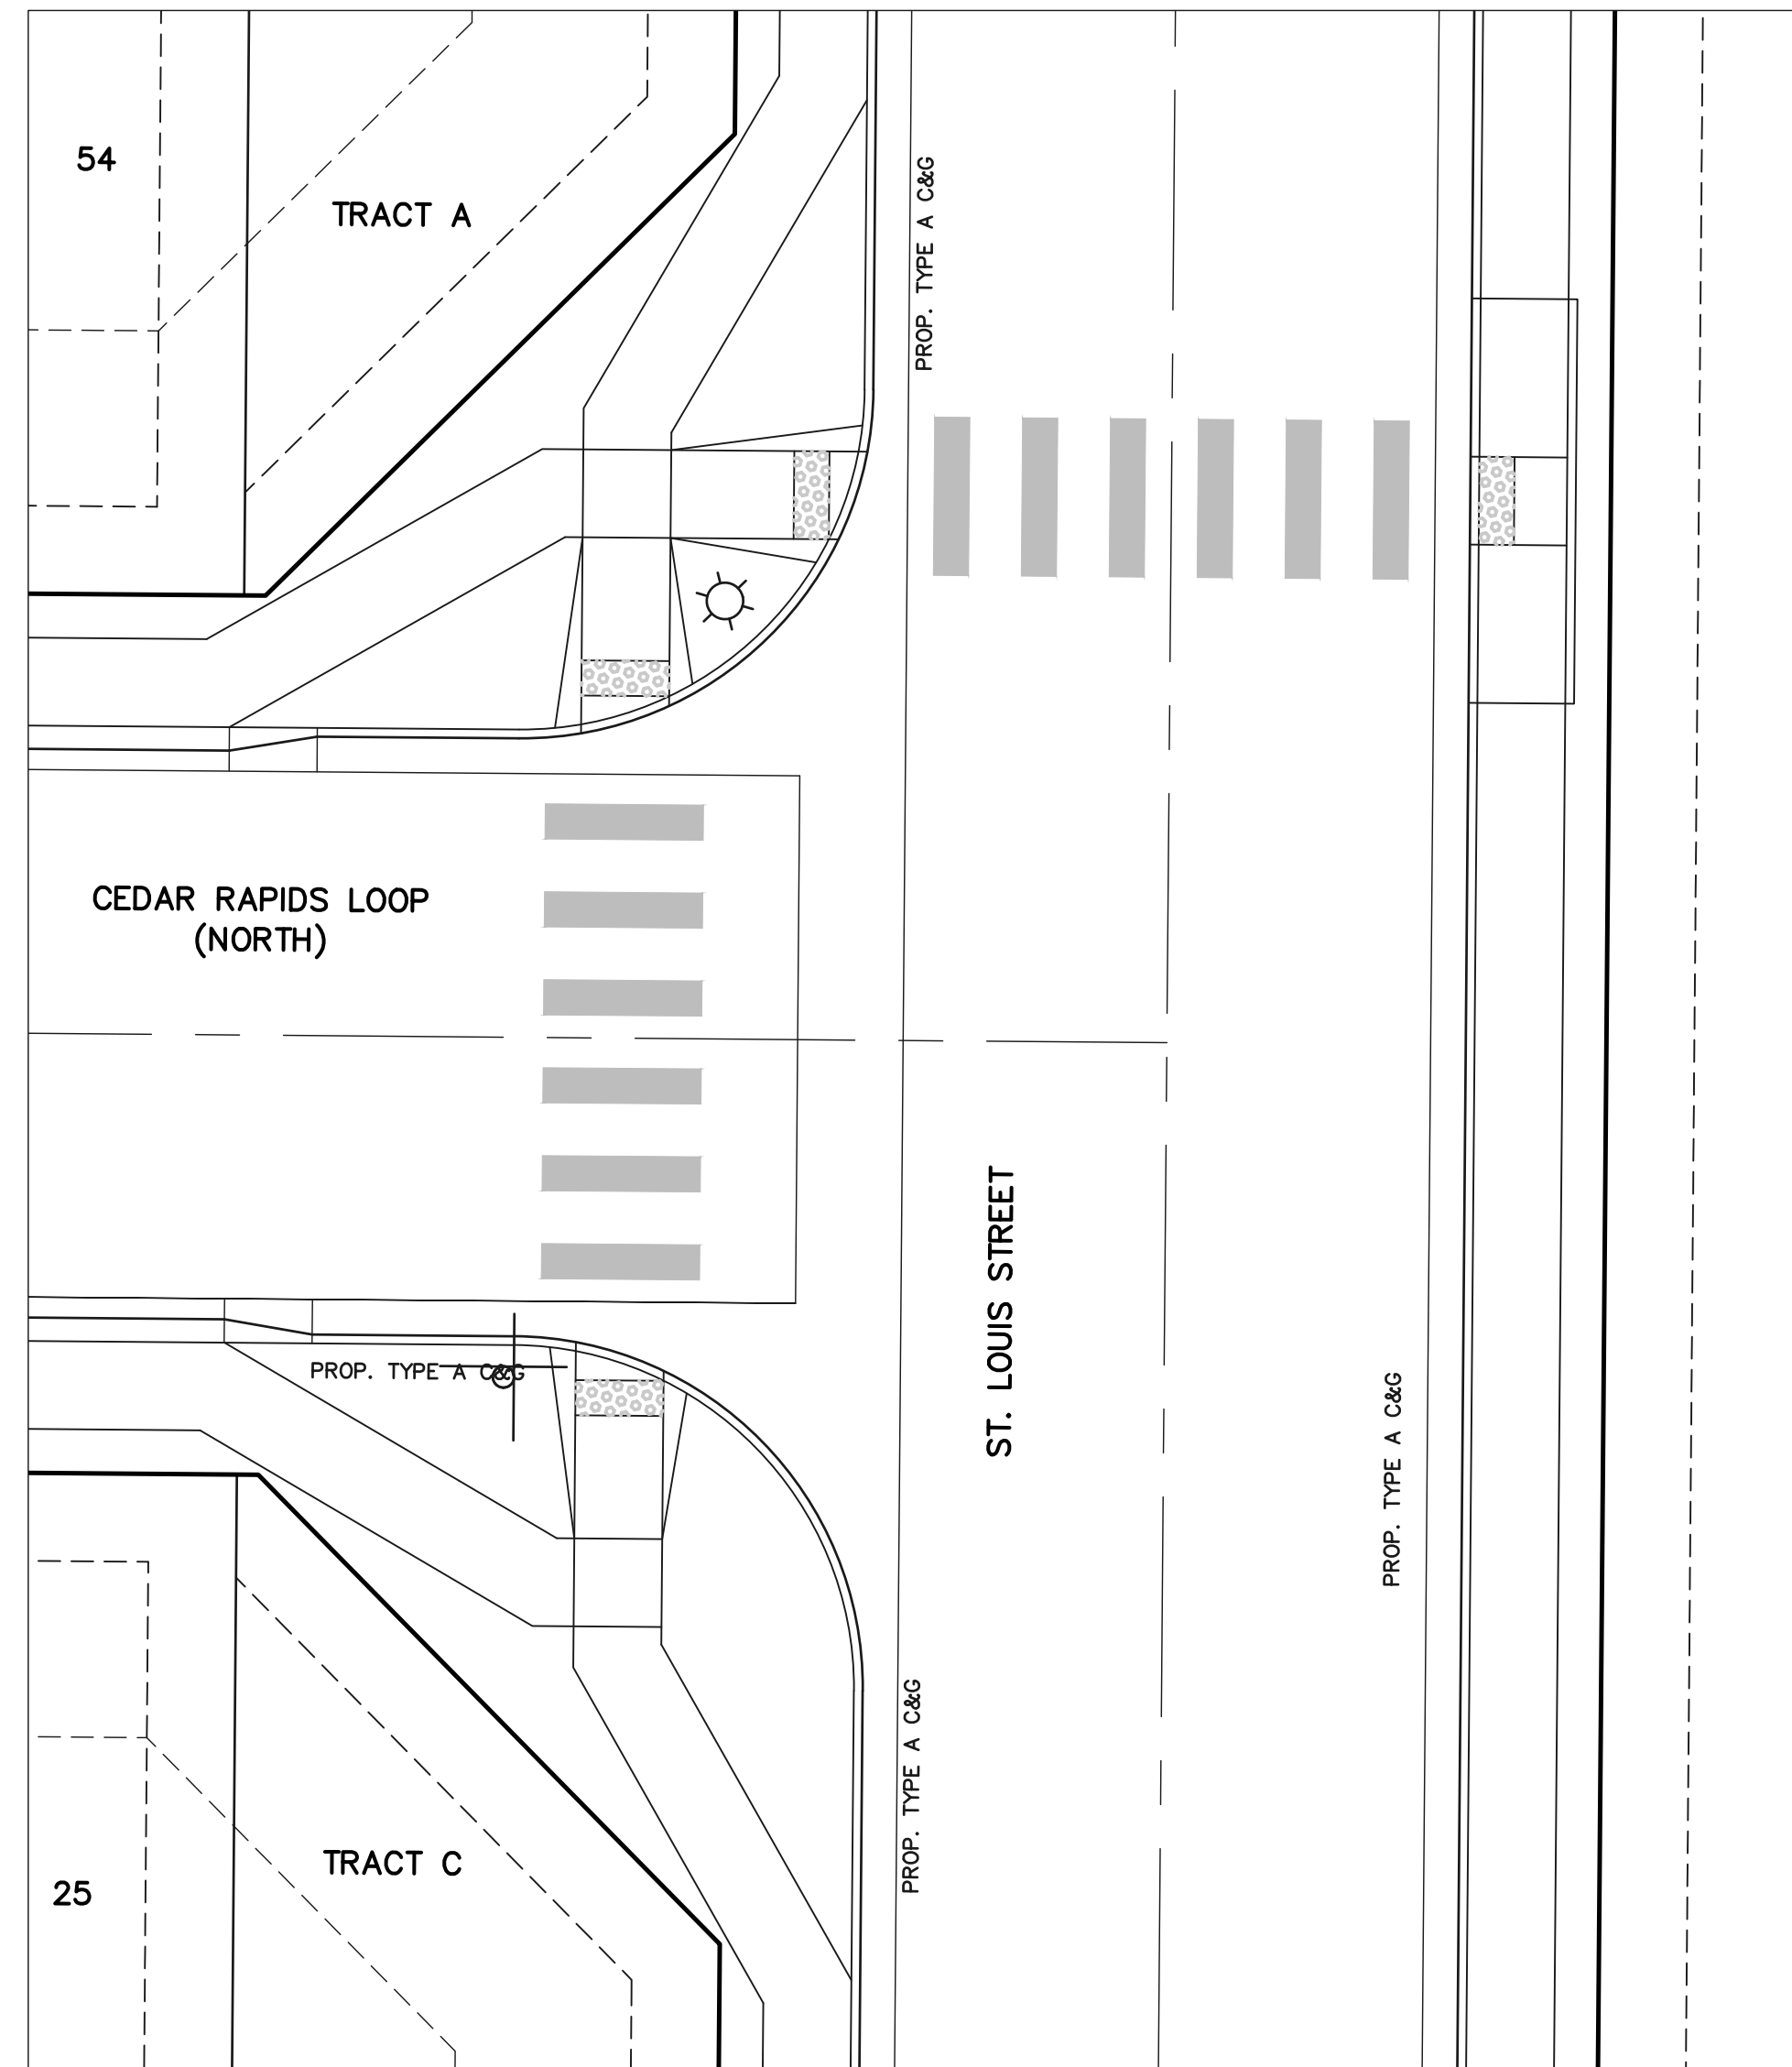 54
TRACT A
PROP. TYPE A C&G
CEDAR RAPIDS LOOP
(NORTH)
ST. LOUIS STREET
PROP. TYPE A C&G
PROP. TYPE A C&G
PROP. TYPE A C&G
TRACT C
25